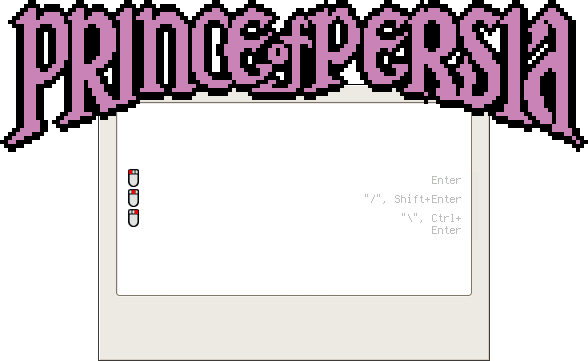 PRINCE of PERSIA
Enter
"/", Shift+Enter
"\", Ctrl+
Enter